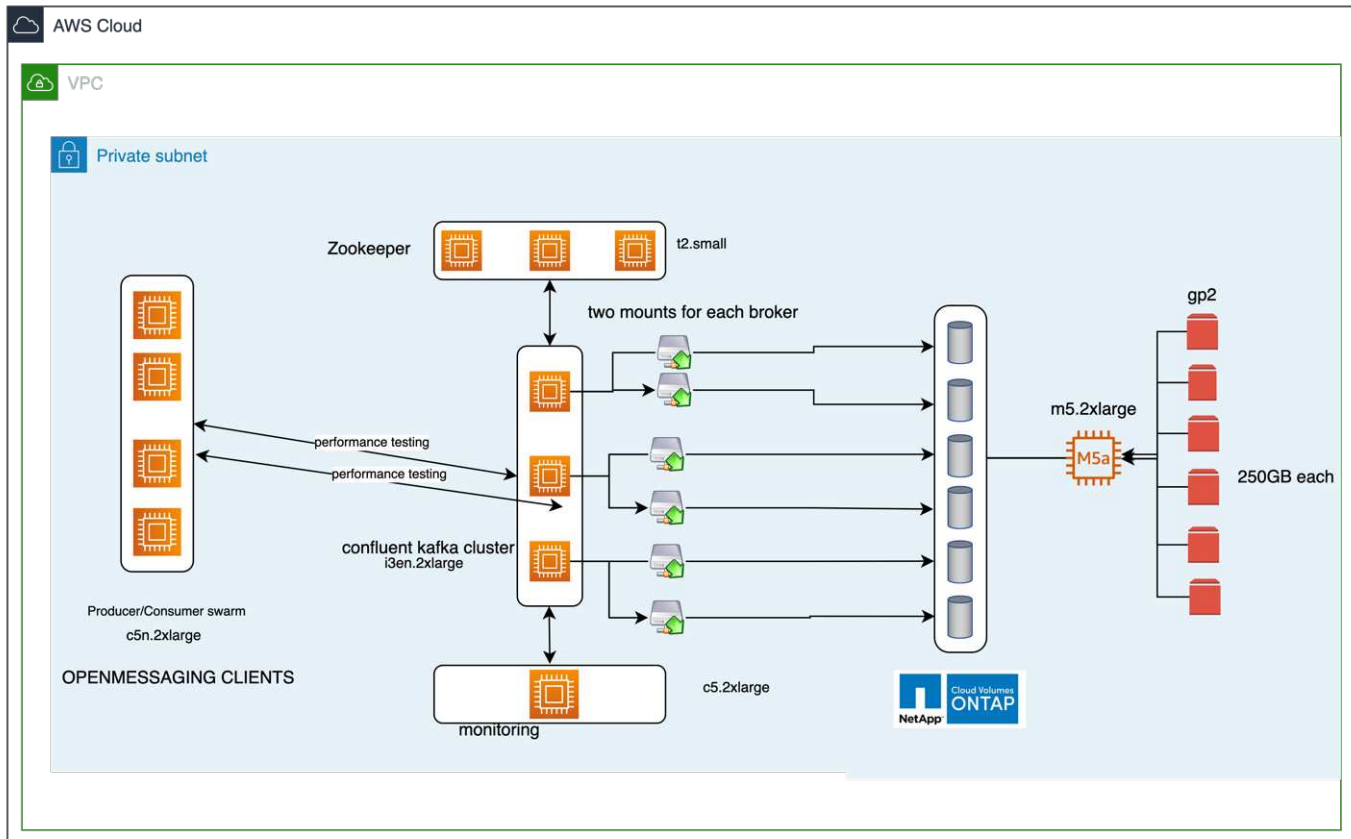 AWS Cloud
VPC
Private subnet
Zookeeper
t2.small
two mounts for each broker
gp2
m5.2xlarge
M5a
250GB each
performance testing
performance testing
confluent kafka cluster
i3en.2xlarge
Producer/Consumer swarm
c5n.2xlarge
OPENMESSAGING CLIENTS
c5.2xlarge
monitoring
NetApp
Cloud Volumes
ONTAP